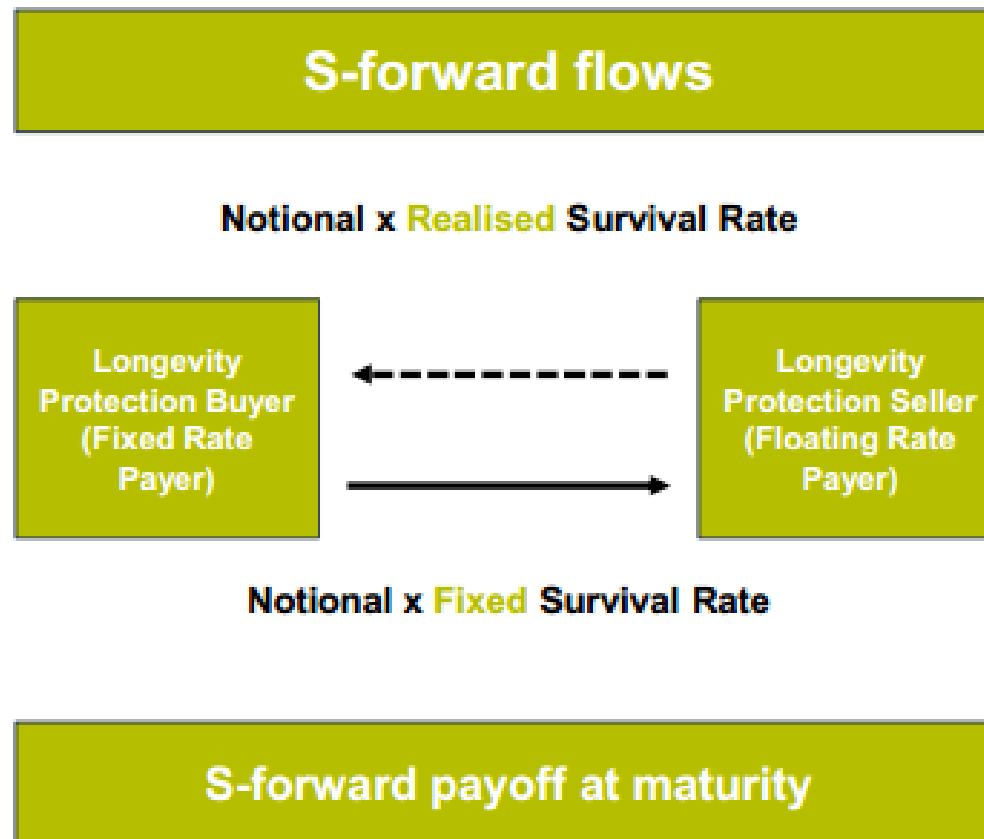 S-forward flows
Notional x Realised Survival Rate
Longevity
Protection Buyer
(Fixed Rate
Payer)
Longevity
Protection Seller
(Floating Rate
Payer)
Notional x Fixed Survival Rate
S-forward payoff at maturity